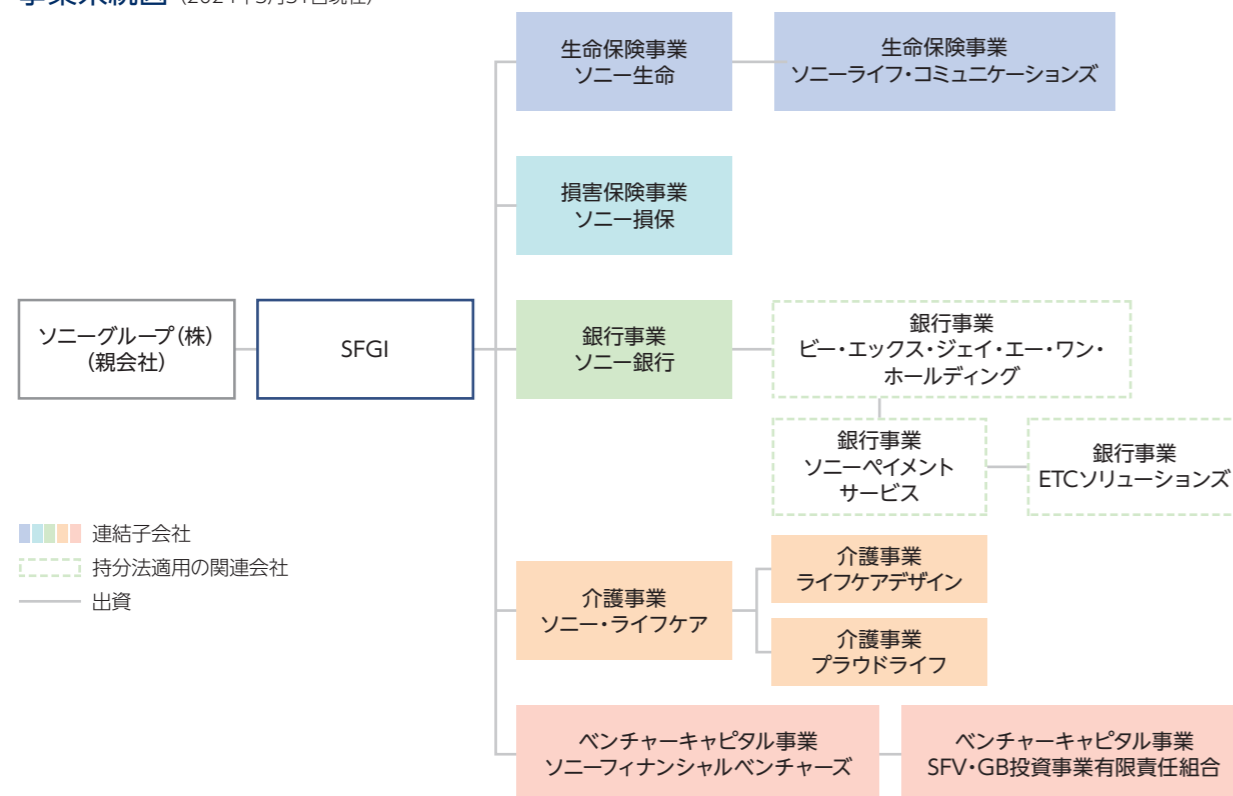 生命保険事業
ソニー生命
生命保険事業
ソニーライフ・コミュニケーションズ
損害保険事業
ソニー損保
ソニーグループ(株)
(親会社)
SFGI
銀行事業
ソニー銀行
銀行事業
ビー・エックス・ジェイ・エー・ワン・
ホールディング
銀行事業
ソニーペイメント
サービス
銀行事業
ETCソリューションズ
連結子会社
持分法適用の関連会社
出資
介護事業
ソニー・ライフケア
介護事業
ライフケアデザイン
介護事業
プラウドライフ
ベンチャーキャピタル事業
ソニーフィナンシャルベンチャーズ
ベンチャーキャピタル事業
SFV・GB投資事業有限責任組合